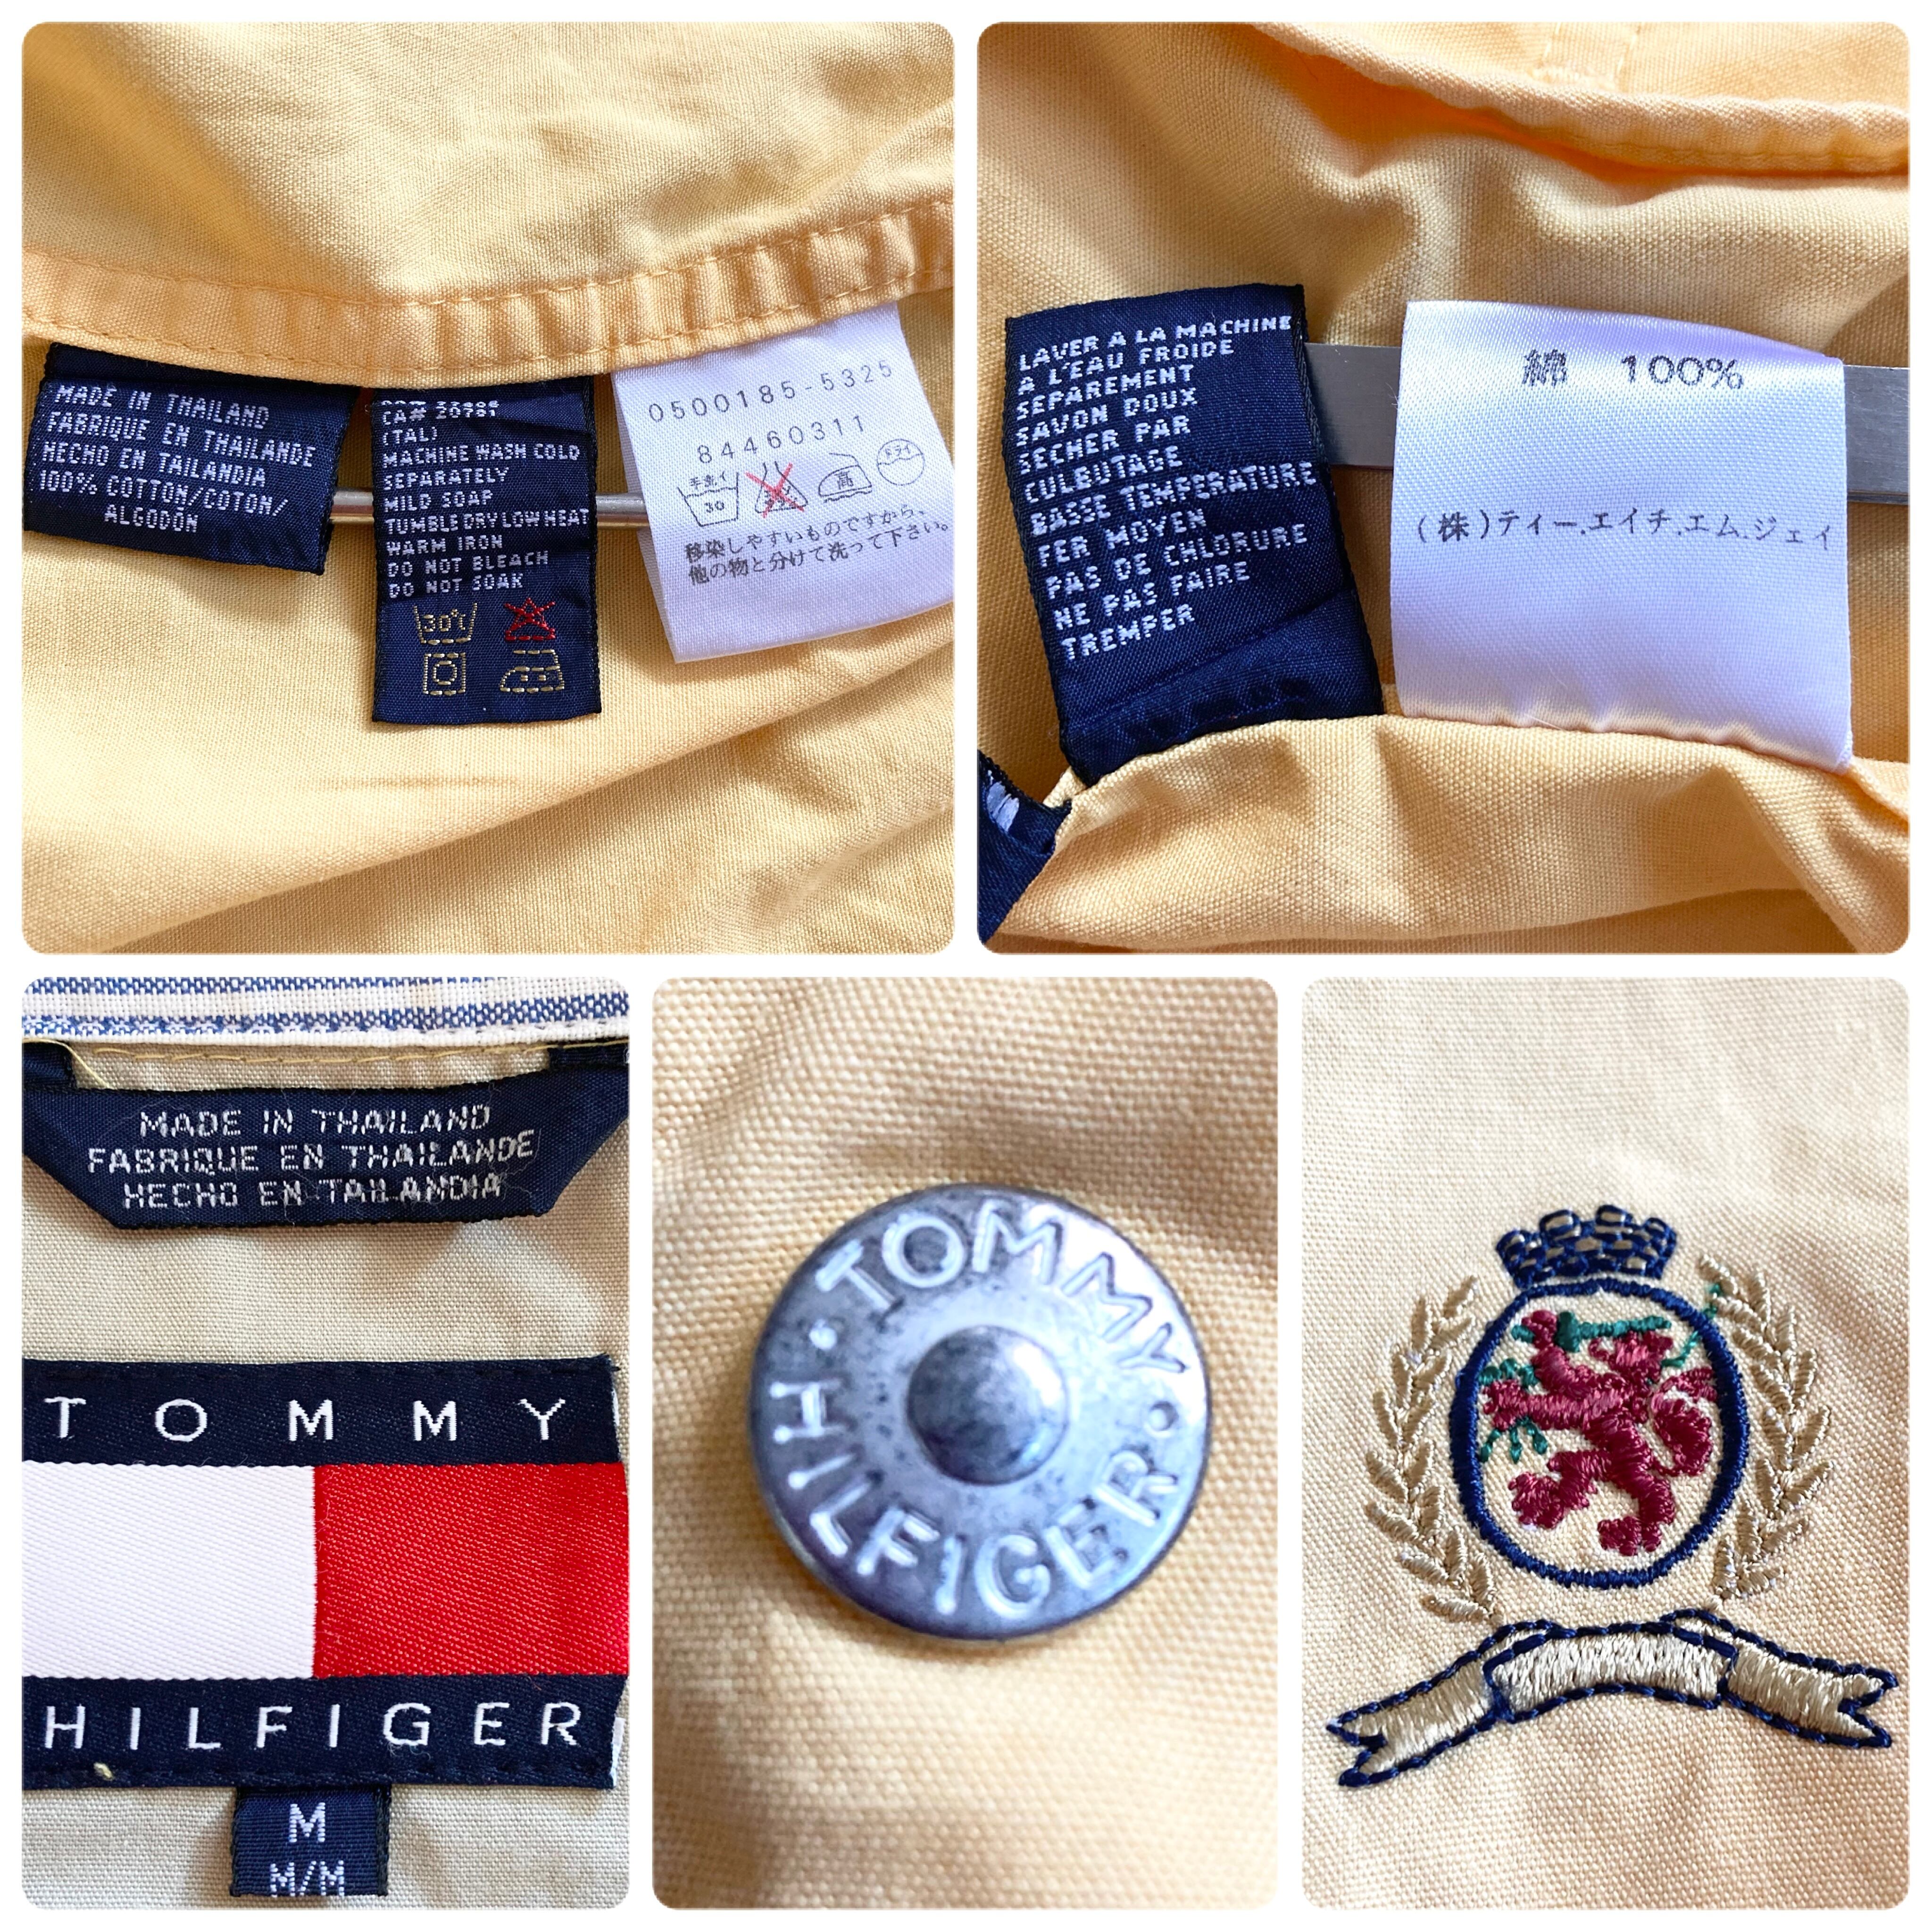 MADE IN THAILAND
FABRIQUE EN THAILANDE
HECHO EN TAILANDIA
100% COTTON/COTON/
ALGODÓN
CA# 20781
(TAL)
MACHINE WASH COLD
SEPARATELY
MILD SOAP
TUMBLE DRY LOW HEAT
WARM IRON
DO NOT BLEACH
DO NOT SOAK
30°C
0500185-5325
84460311
手洗イ
30
高
ドライ
移染しやすいものですから、
他の物と分けて洗って下さい。
LAVER A LA MACHINE
A L'EAU FROIDE
SEPAREMENT
SAVON DOUX
SECHER PAR
CULBUTAGE
BASSE TEMPERATURE
FER MOYEN
PAS DE CHLORURE
NE PAS FAIRE
TREMPER
綿 100%
(株)ティー.エイチ.エム.ジェイ
MADE IN THAILAND
FABRIQUE EN THAILANDE
HECHO EN TAILANDIA
TOMMY
HILFIGER
M
M/M
TOMMY
HILFIGER